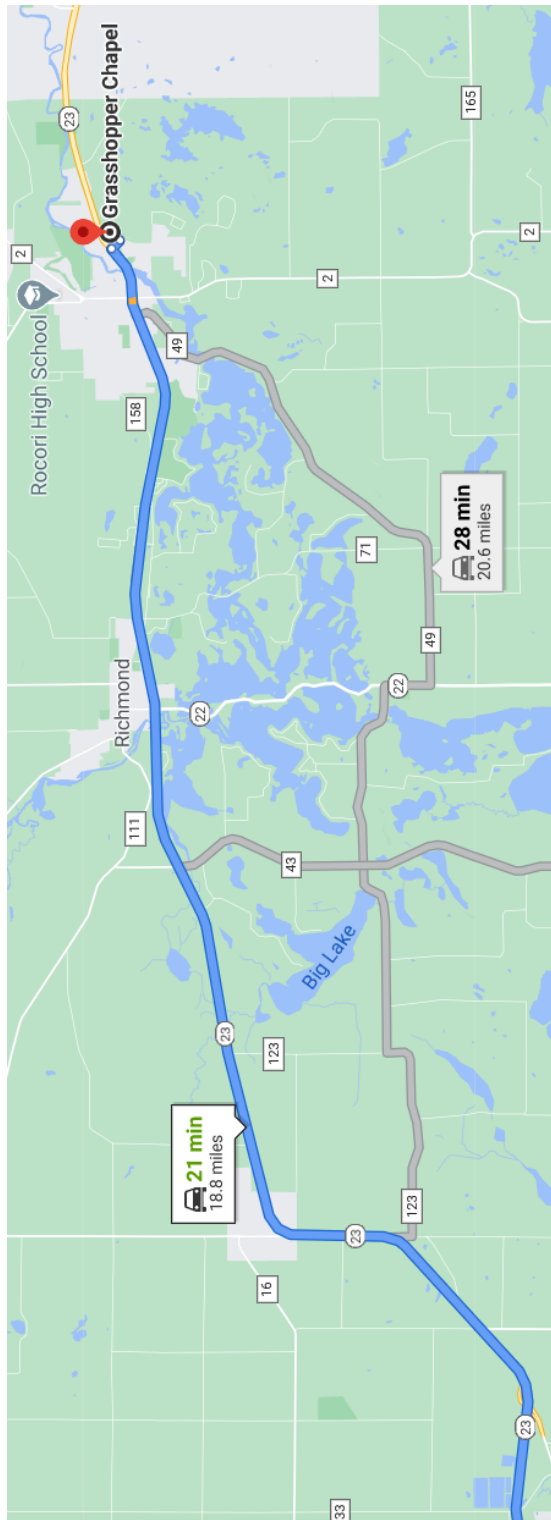 2
Rocori High School
23
Grasshopper Chapel
Richmond
111
158
49
21 min
18.8 miles
22
23
16
123
43
2
Big Lake
33
23
71
22
123
49
28 min
20.6 miles
165
23
2